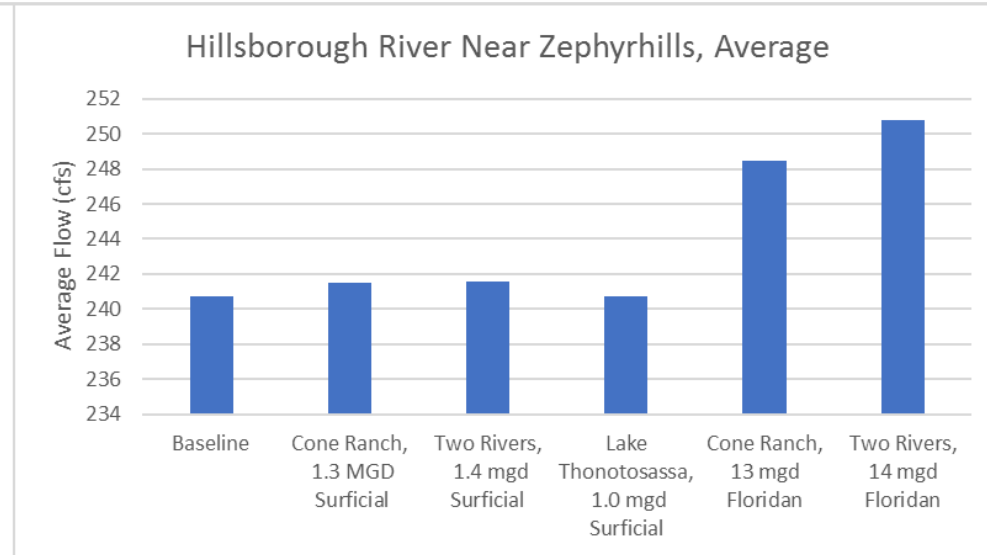 Hillsborough River Near Zephyrhills, Average
Average Flow (cfs)
252
250
248
246
244
242
240
238
236
234
Baseline
Cone Ranch,
1.3 MGD
Surficial
Two Rivers,
1.4 mgd
Surficial
Lake
Thonotosassa,
1.0 mgd
Surficial
Cone Ranch,
13 mgd
Floridan
Two Rivers,
14 mgd
Floridan